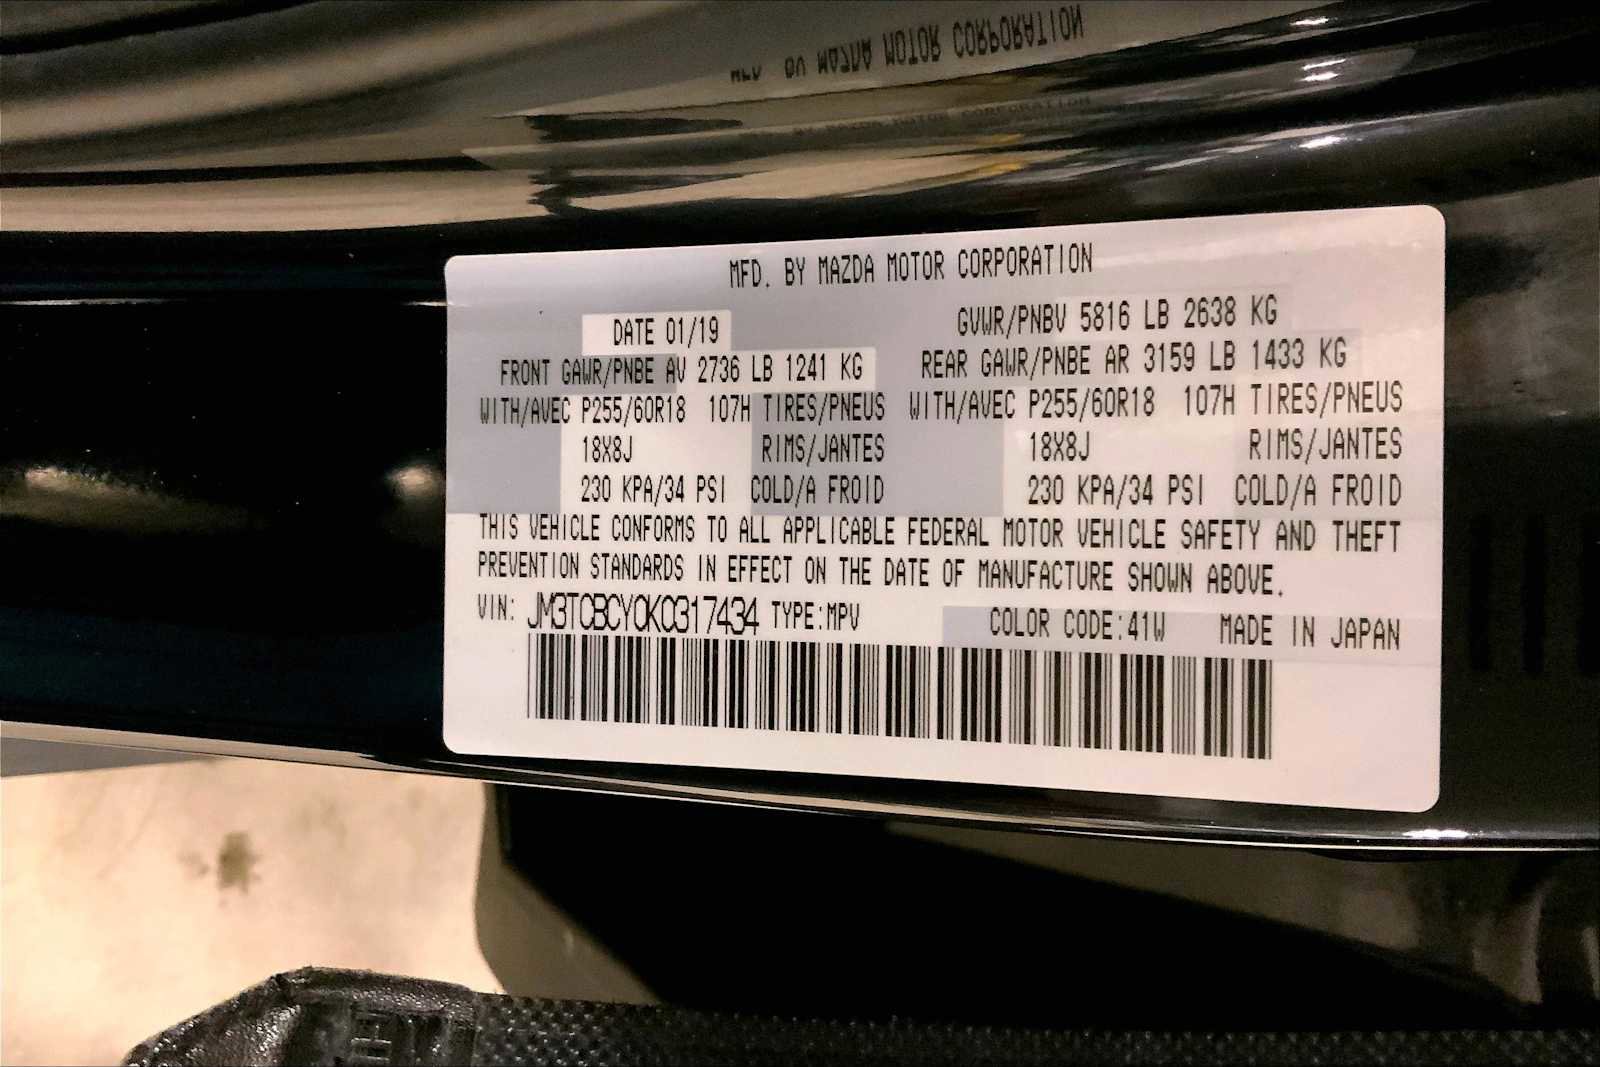 MFD. BY MAZDA MOTOR CORPORATION
DATE 01/19 GVWR/PNBV 5816 LB 2638 KG
FRONT GAWR/PNBE AV 2736 LB 1241 KG REAR GAWR/PNBE AR 3159 LB 1433 KG
WITH/AVEC P255/60R18 107H TIRES/PNEUS WITH/AVEC P255/60R18 107H TIRES/PNEUS
18X8J RIMS/JANTES 18X8J RIMS/JANTES
230 KPA/34 PSI COLD/A FROID 230 KPA/34 PSI COLD/A FROID
THIS VEHICLE CONFORMS TO ALL APPLICABLE FEDERAL MOTOR VEHICLE SAFETY AND THEFT
PREVENTION STANDARDS IN EFFECT ON THE DATE OF MANUFACTURE SHOWN ABOVE.
VIN: JM3TCBCY0K0317434 TYPE:MPV COLOR CODE:41W MADE IN JAPAN